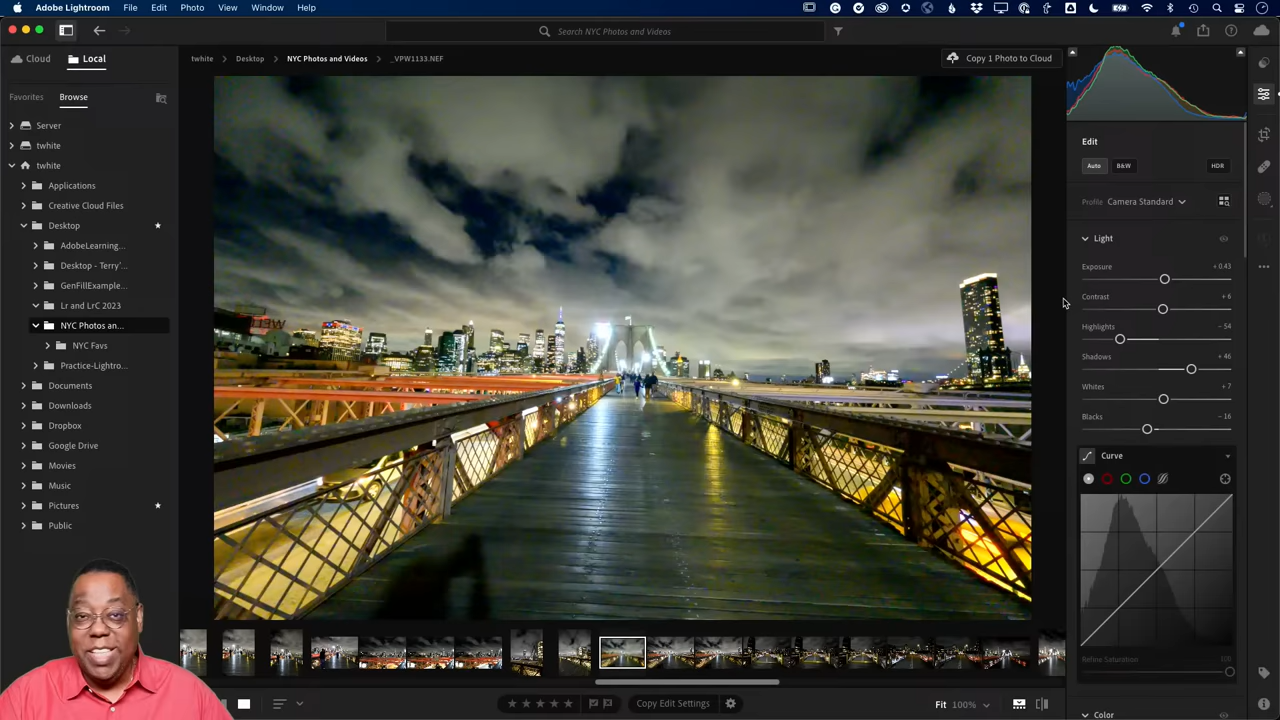 Adobe Lightroom File Edit Photo View Window Help
Search NYC Photos and Videos
Cloud Local
twhite Desktop NYC Photos and Videos _VPW1133.NEF
Copy 1 Photo to Cloud
Favorites Browse
Server
twhite
twhite
Applications
Creative Cloud Files
Desktop
AdobeLearning...
Desktop - Terry'...
GenFillExample...
Lr and LrC 2023
NYC Photos an...
NYC Favs
Practice-Lightro...
Documents
Downloads
Dropbox
Google Drive
Movies
Music
Pictures
Public
Edit
Auto B&W HDR
Profile Camera Standard
Light
Exposure + 0.43
Contrast + 6
Highlights – 54
Shadows + 46
Whites + 7
Blacks – 16
Curve
Refine Saturation 100
Copy Edit Settings
Fit 100%
Color